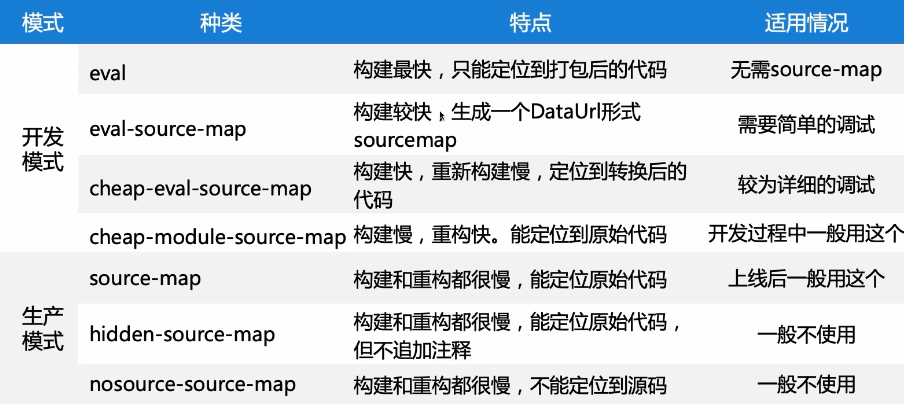 模式 种类 特点 适用情况
开发
模式
eval 构建最快，只能定位到打包后的代码 无需source-map
eval-source-map 构建较快，生成一个DataUrl形式
sourcemap 需要简单的调试
cheap-eval-source-map 构建快，重新构建慢，定位到转换后的
代码 较为详细的调试
cheap-module-source-map 构建慢，重构快。能定位到原始代码 开发过程中一般用这个
生产
模式
source-map 构建和重构都很慢，能定位原始代码 上线后一般用这个
hidden-source-map 构建和重构都很慢，能定位原始代码，
但不追加注释 一般不使用
nosource-source-map 构建和重构都很慢，不能定位到源码 一般不使用